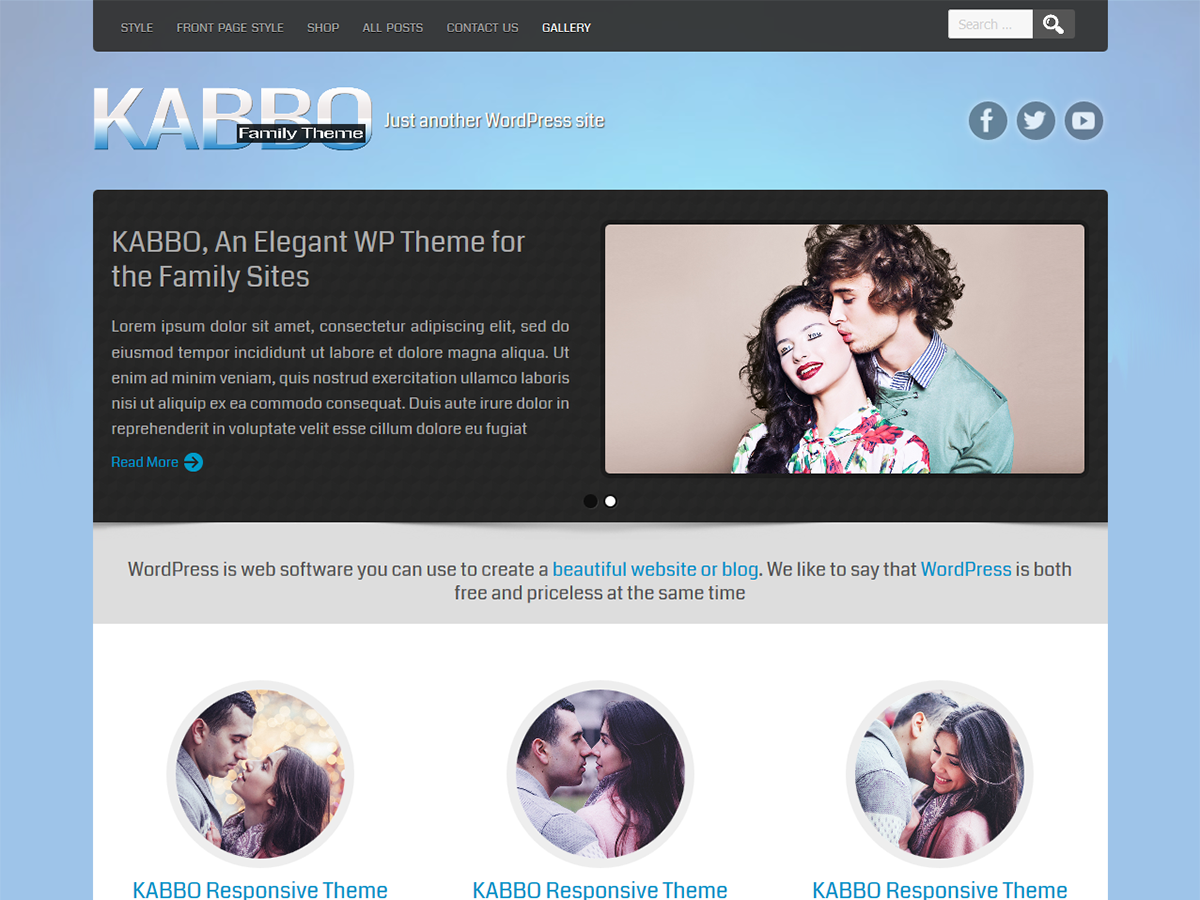 STYLE FRONT PAGE STYLE SHOP ALL POSTS CONTACT US GALLERY Search ...
KABBO
Family Theme
Just another WordPress site
KABBO, An Elegant WP Theme for
the Family Sites
Lorem ipsum dolor sit amet, consectetur adipiscing elit, sed do
eiusmod tempor incididunt ut labore et dolore magna aliqua. Ut
enim ad minim veniam, quis nostrud exercitation ullamco laboris
nisi ut aliquip ex ea commodo consequat. Duis aute irure dolor in
reprehenderit in voluptate velit esse cillum dolore eu fugiat
Read More
WordPress is web software you can use to create a beautiful website or blog. We like to say that WordPress is both
free and priceless at the same time
KABBO Responsive Theme KABBO Responsive Theme KABBO Responsive Theme